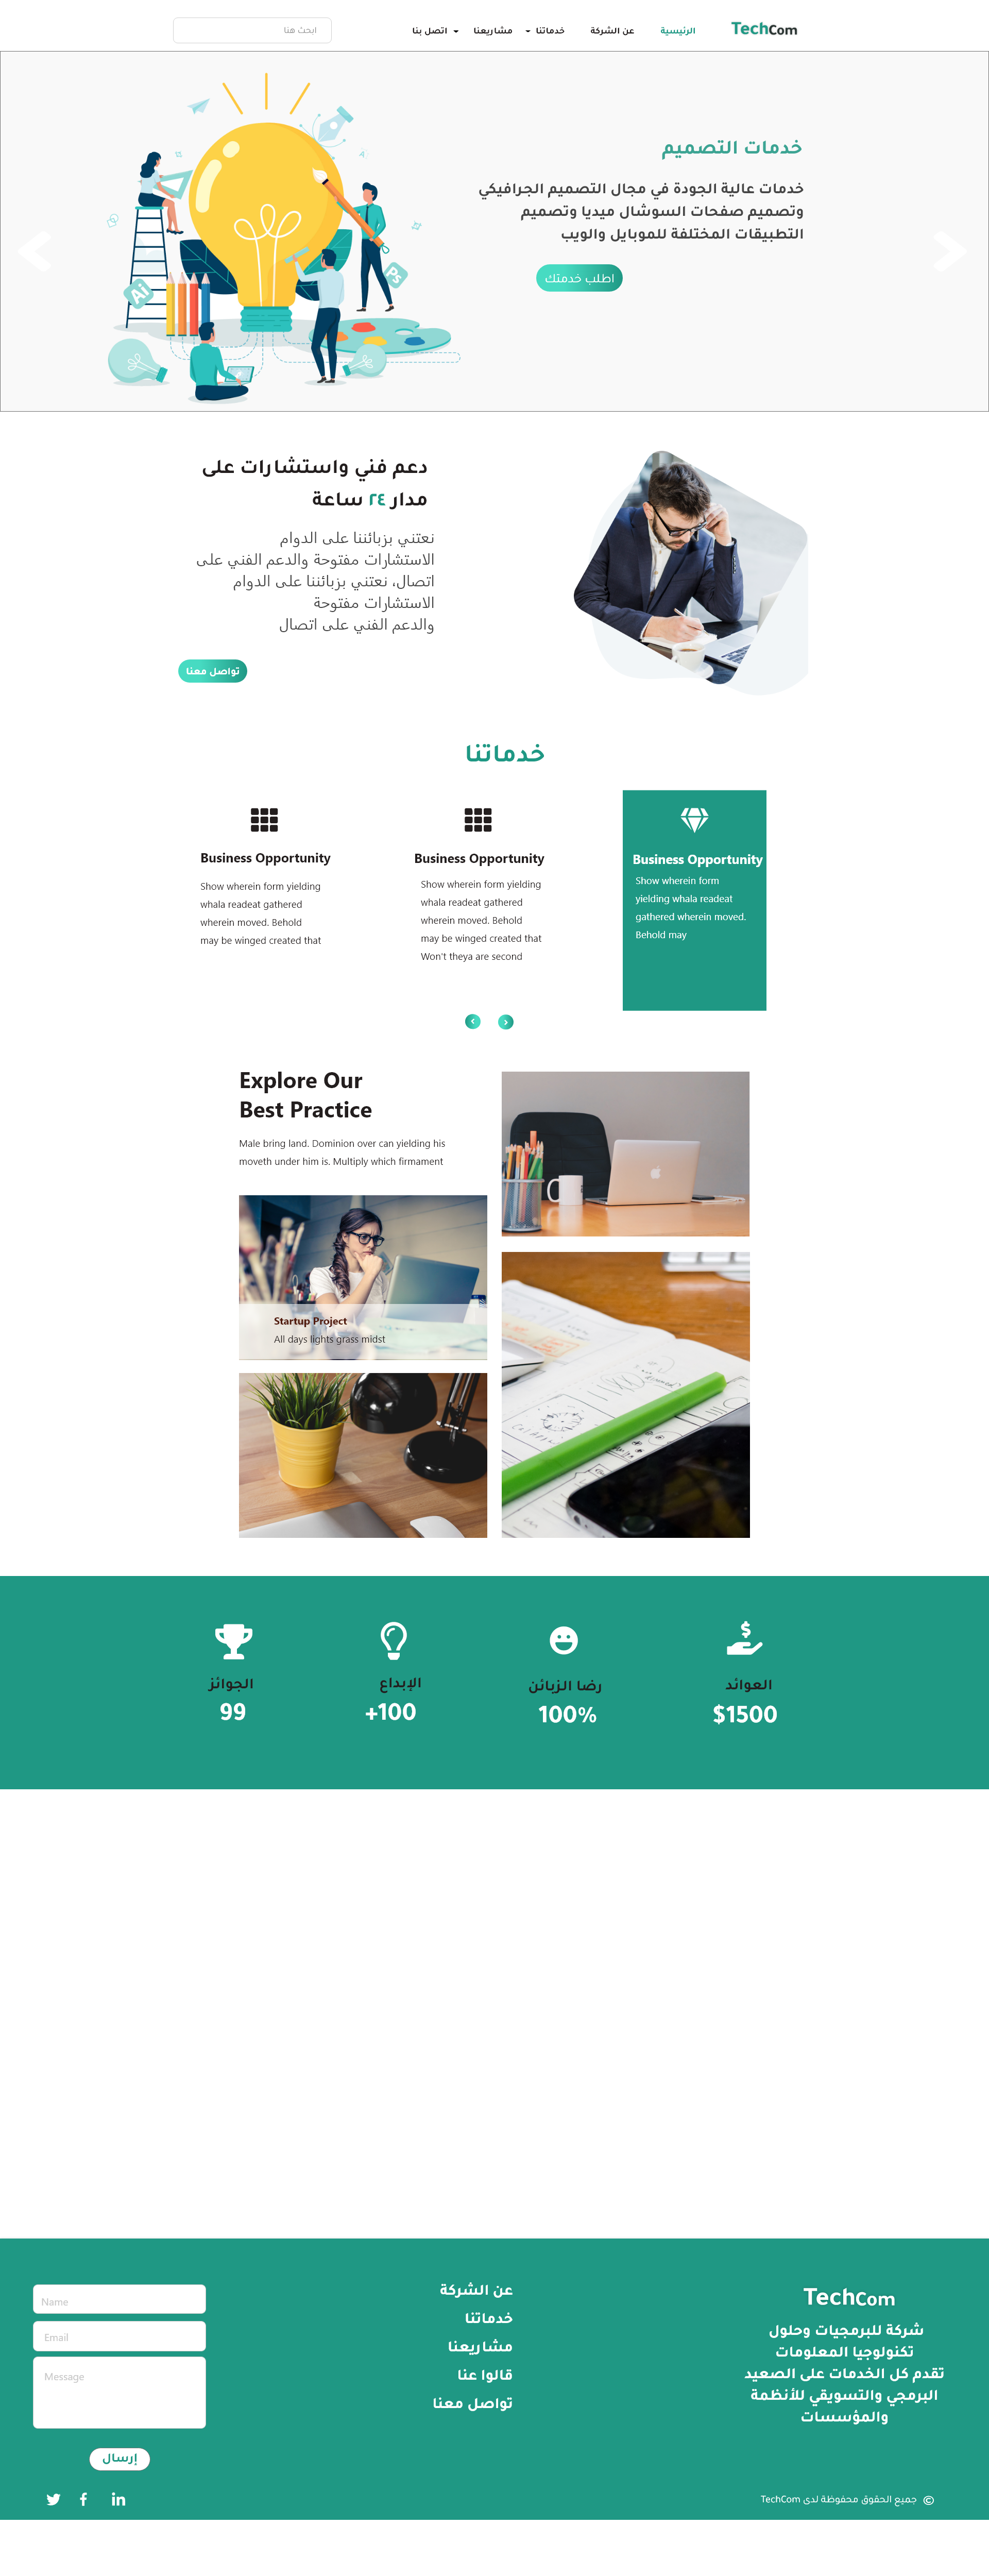 TechCom
الرئيسية
عن الشركة
خدماتنا
مشاريعنا
اتصل بنا
ابحث هنا
خدمات التصميم
خدمات عالية الجودة في مجال التصميم الجرافيكي
وتصميم صفحات السوشال ميديا وتصميم
التطبيقات المختلفة للموبايل والويب
اطلب خدمتك
Ai
Ps
دعم فني واستشارات على
مدار ٢٤ ساعة
نعتني بزبائننا على الدوام
الاستشارات مفتوحة والدعم الفني على
اتصال، نعتني بزبائننا على الدوام
الاستشارات مفتوحة
والدعم الفني على اتصال
تواصل معنا
خدماتنا
Business Opportunity
Show wherein form
yielding whala readeat
gathered wherein moved.
Behold may
Business Opportunity
Show wherein form yielding
whala readeat gathered
wherein moved. Behold
may be winged created that
Won't theya are second
Business Opportunity
Show wherein form yielding
whala readeat gathered
wherein moved. Behold
may be winged created that
Explore Our
Best Practice
Male bring land. Dominion over can yielding his
moveth under him is. Multiply which firmament
Startup Project
All days lights grass midst
العوائد
$1500
رضا الزبائن
100%
الإبداع
+100
الجوائز
99
TechCom
شركة للبرمجيات وحلول
تكنولوجيا المعلومات
تقدم كل الخدمات على الصعيد
البرمجي والتسويقي للأنظمة
والمؤسسات
عن الشركة
خدماتنا
مشاريعنا
قالوا عنا
تواصل معنا
Name
Email
Message
إرسال
© جميع الحقوق محفوظة لدى TechCom